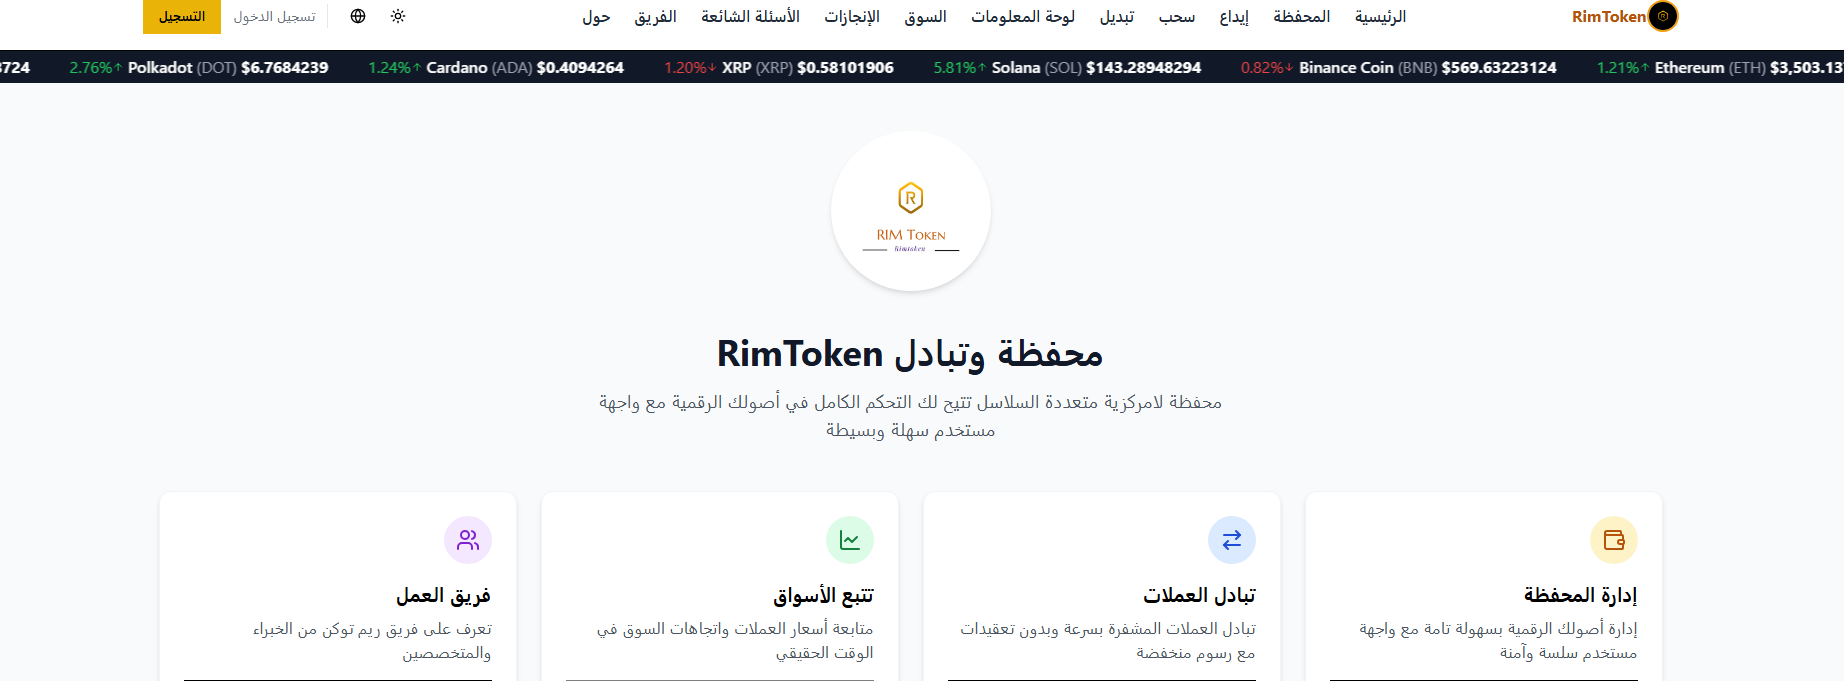 RimToken
الرئيسية المحفظة إيداع سحب تبديل لوحة المعلومات السوق الإنجازات الأسئلة الشائعة الفريق حول
تسجيل الدخول التسجيل
3724 2.76%↑ Polkadot (DOT) $6.7684239 1.24%↑ Cardano (ADA) $0.4094264 1.20%↓ XRP (XRP) $0.58101906 5.81%↑ Solana (SOL) $143.28948294 0.82%↓ Binance Coin (BNB) $569.63223124 1.21%↑ Ethereum (ETH) $3,503.13
R
RIM TOKEN
Rimtoken
محفظة وتبادل RimToken
محفظة لامركزية متعددة السلاسل تتيح لك التحكم الكامل في أصولك الرقمية مع واجهة
مستخدم سهلة وبسيطة
إدارة المحفظة
إدارة أصولك الرقمية بسهولة تامة مع واجهة
مستخدم سلسة وآمنة
تبادل العملات
تبادل العملات المشفرة بسرعة وبدون تعقيدات
مع رسوم منخفضة
تتبع الأسواق
متابعة أسعار العملات واتجاهات السوق في
الوقت الحقيقي
فريق العمل
تعرف على فريق ريم توكن من الخبراء
والمتخصصين